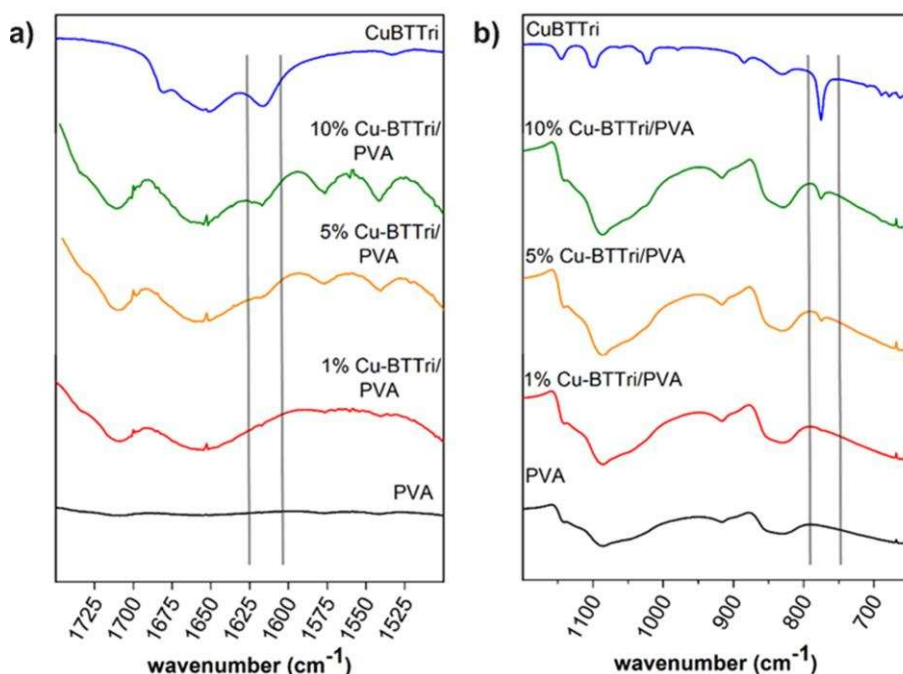 a)
CuBTTri
10% Cu-BTTri/
PVA
5% Cu-BTTri/
PVA
1% Cu-BTTri/
PVA
PVA
1725
1700
1675
1650
1625
1600
1575
1550
1525
wavenumber (cm⁻¹)
b)
CuBTTri
10% Cu-BTTri/PVA
5% Cu-BTTri/PVA
1% Cu-BTTri/PVA
PVA
1100
1000
900
800
700
wavenumber (cm⁻¹)